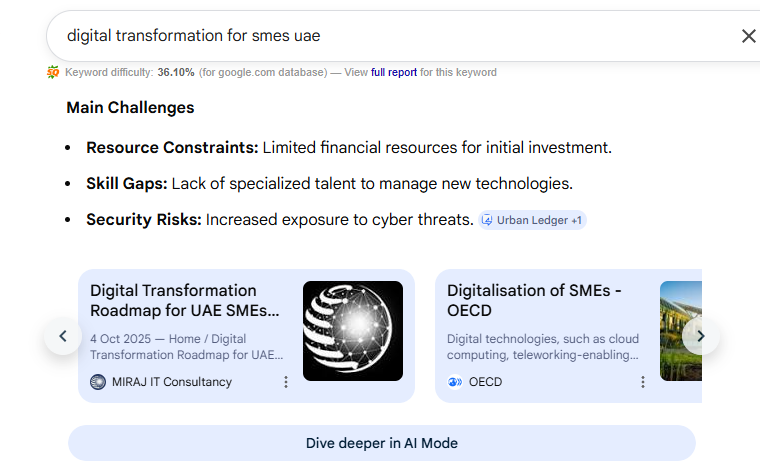 digital transformation for smes uae
Keyword difficulty: 36.10% (for google.com database) — View full report for this keyword
Main Challenges
• Resource Constraints: Limited financial resources for initial investment.
• Skill Gaps: Lack of specialized talent to manage new technologies.
• Security Risks: Increased exposure to cyber threats. Urban Ledger +1
Digital Transformation
Roadmap for UAE SMEs...
4 Oct 2025 — Home / Digital
Transformation Roadmap for UAE...
MIRAJ IT Consultancy
Digitalisation of SMEs -
OECD
Digital technologies, such as cloud
computing, teleworking-enabling...
OECD
Dive deeper in AI Mode